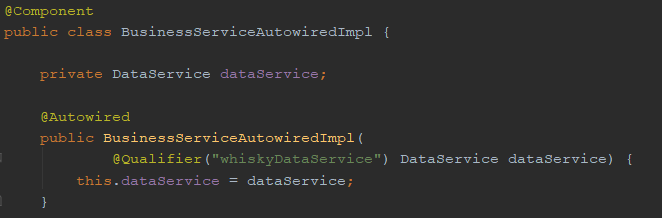 @Component
public class BusinessServiceAutowiredImpl {
private DataService dataService;
@Autowired
public BusinessServiceAutowiredImpl(
@Qualifier("whiskyDataService") DataService dataService) {
this.dataService = dataService;
}